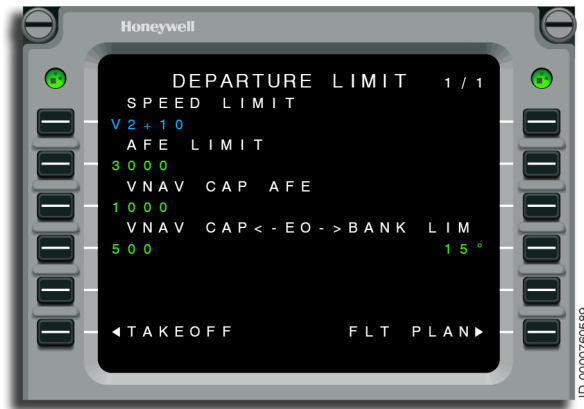 Honeywell
DEPARTURE LIMIT 1/1
SPEED LIMIT
V2+10
AFE LIMIT
3000
VNAV CAP AFE
1000
VNAV CAP<-EO->BANK LIM
500 15°
◀TAKEOFF FLT PLAN▶